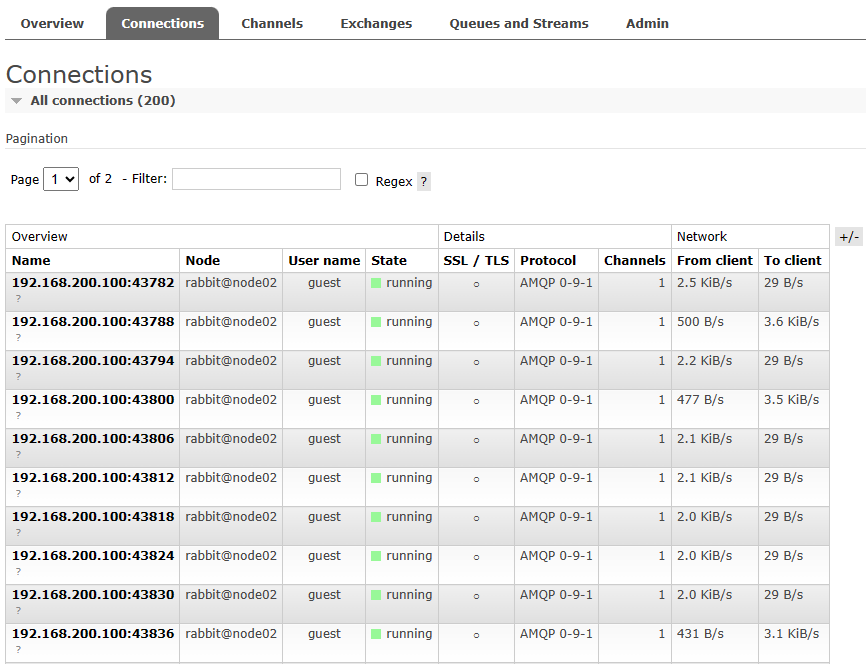 Overview Connections Channels Exchanges Queues and Streams Admin
Connections
All connections (200)
Pagination
Page 1 of 2 - Filter: Regex ?
Overview Details Network +/-
Name Node User name State SSL / TLS Protocol Channels From client To client
192.168.200.100:43782 rabbit@node02 guest running ○ AMQP 0-9-1 1 2.5 KiB/s 29 B/s
?
192.168.200.100:43788 rabbit@node02 guest running ○ AMQP 0-9-1 1 500 B/s 3.6 KiB/s
?
192.168.200.100:43794 rabbit@node02 guest running ○ AMQP 0-9-1 1 2.2 KiB/s 29 B/s
?
192.168.200.100:43800 rabbit@node02 guest running ○ AMQP 0-9-1 1 477 B/s 3.5 KiB/s
?
192.168.200.100:43806 rabbit@node02 guest running ○ AMQP 0-9-1 1 2.1 KiB/s 29 B/s
?
192.168.200.100:43812 rabbit@node02 guest running ○ AMQP 0-9-1 1 2.1 KiB/s 29 B/s
?
192.168.200.100:43818 rabbit@node02 guest running ○ AMQP 0-9-1 1 2.0 KiB/s 29 B/s
?
192.168.200.100:43824 rabbit@node02 guest running ○ AMQP 0-9-1 1 2.0 KiB/s 29 B/s
?
192.168.200.100:43830 rabbit@node02 guest running ○ AMQP 0-9-1 1 2.0 KiB/s 29 B/s
?
192.168.200.100:43836 rabbit@node02 guest running ○ AMQP 0-9-1 1 431 B/s 3.1 KiB/s
?